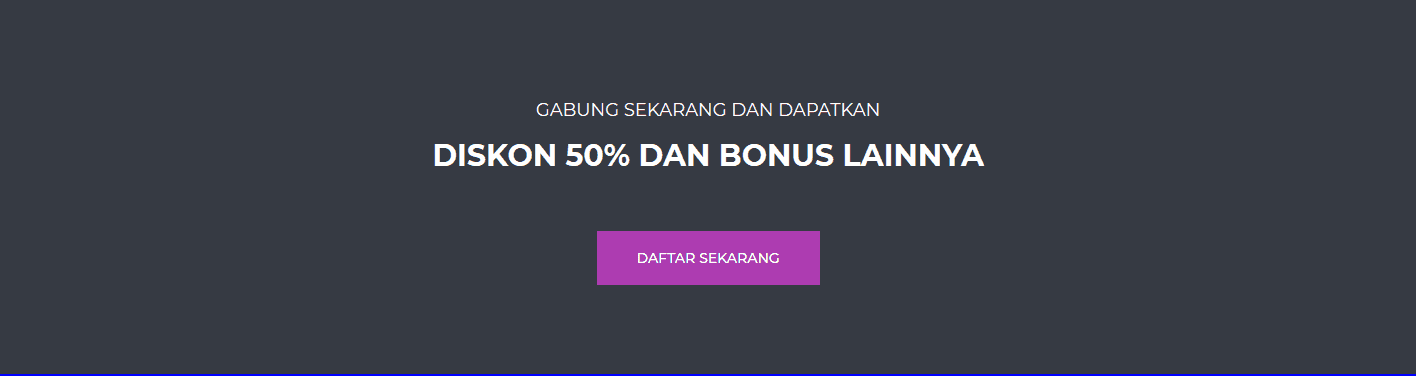 GABUNG SEKARANG DAN DAPATKAN
DISKON 50% DAN BONUS LAINNYA
DAFTAR SEKARANG